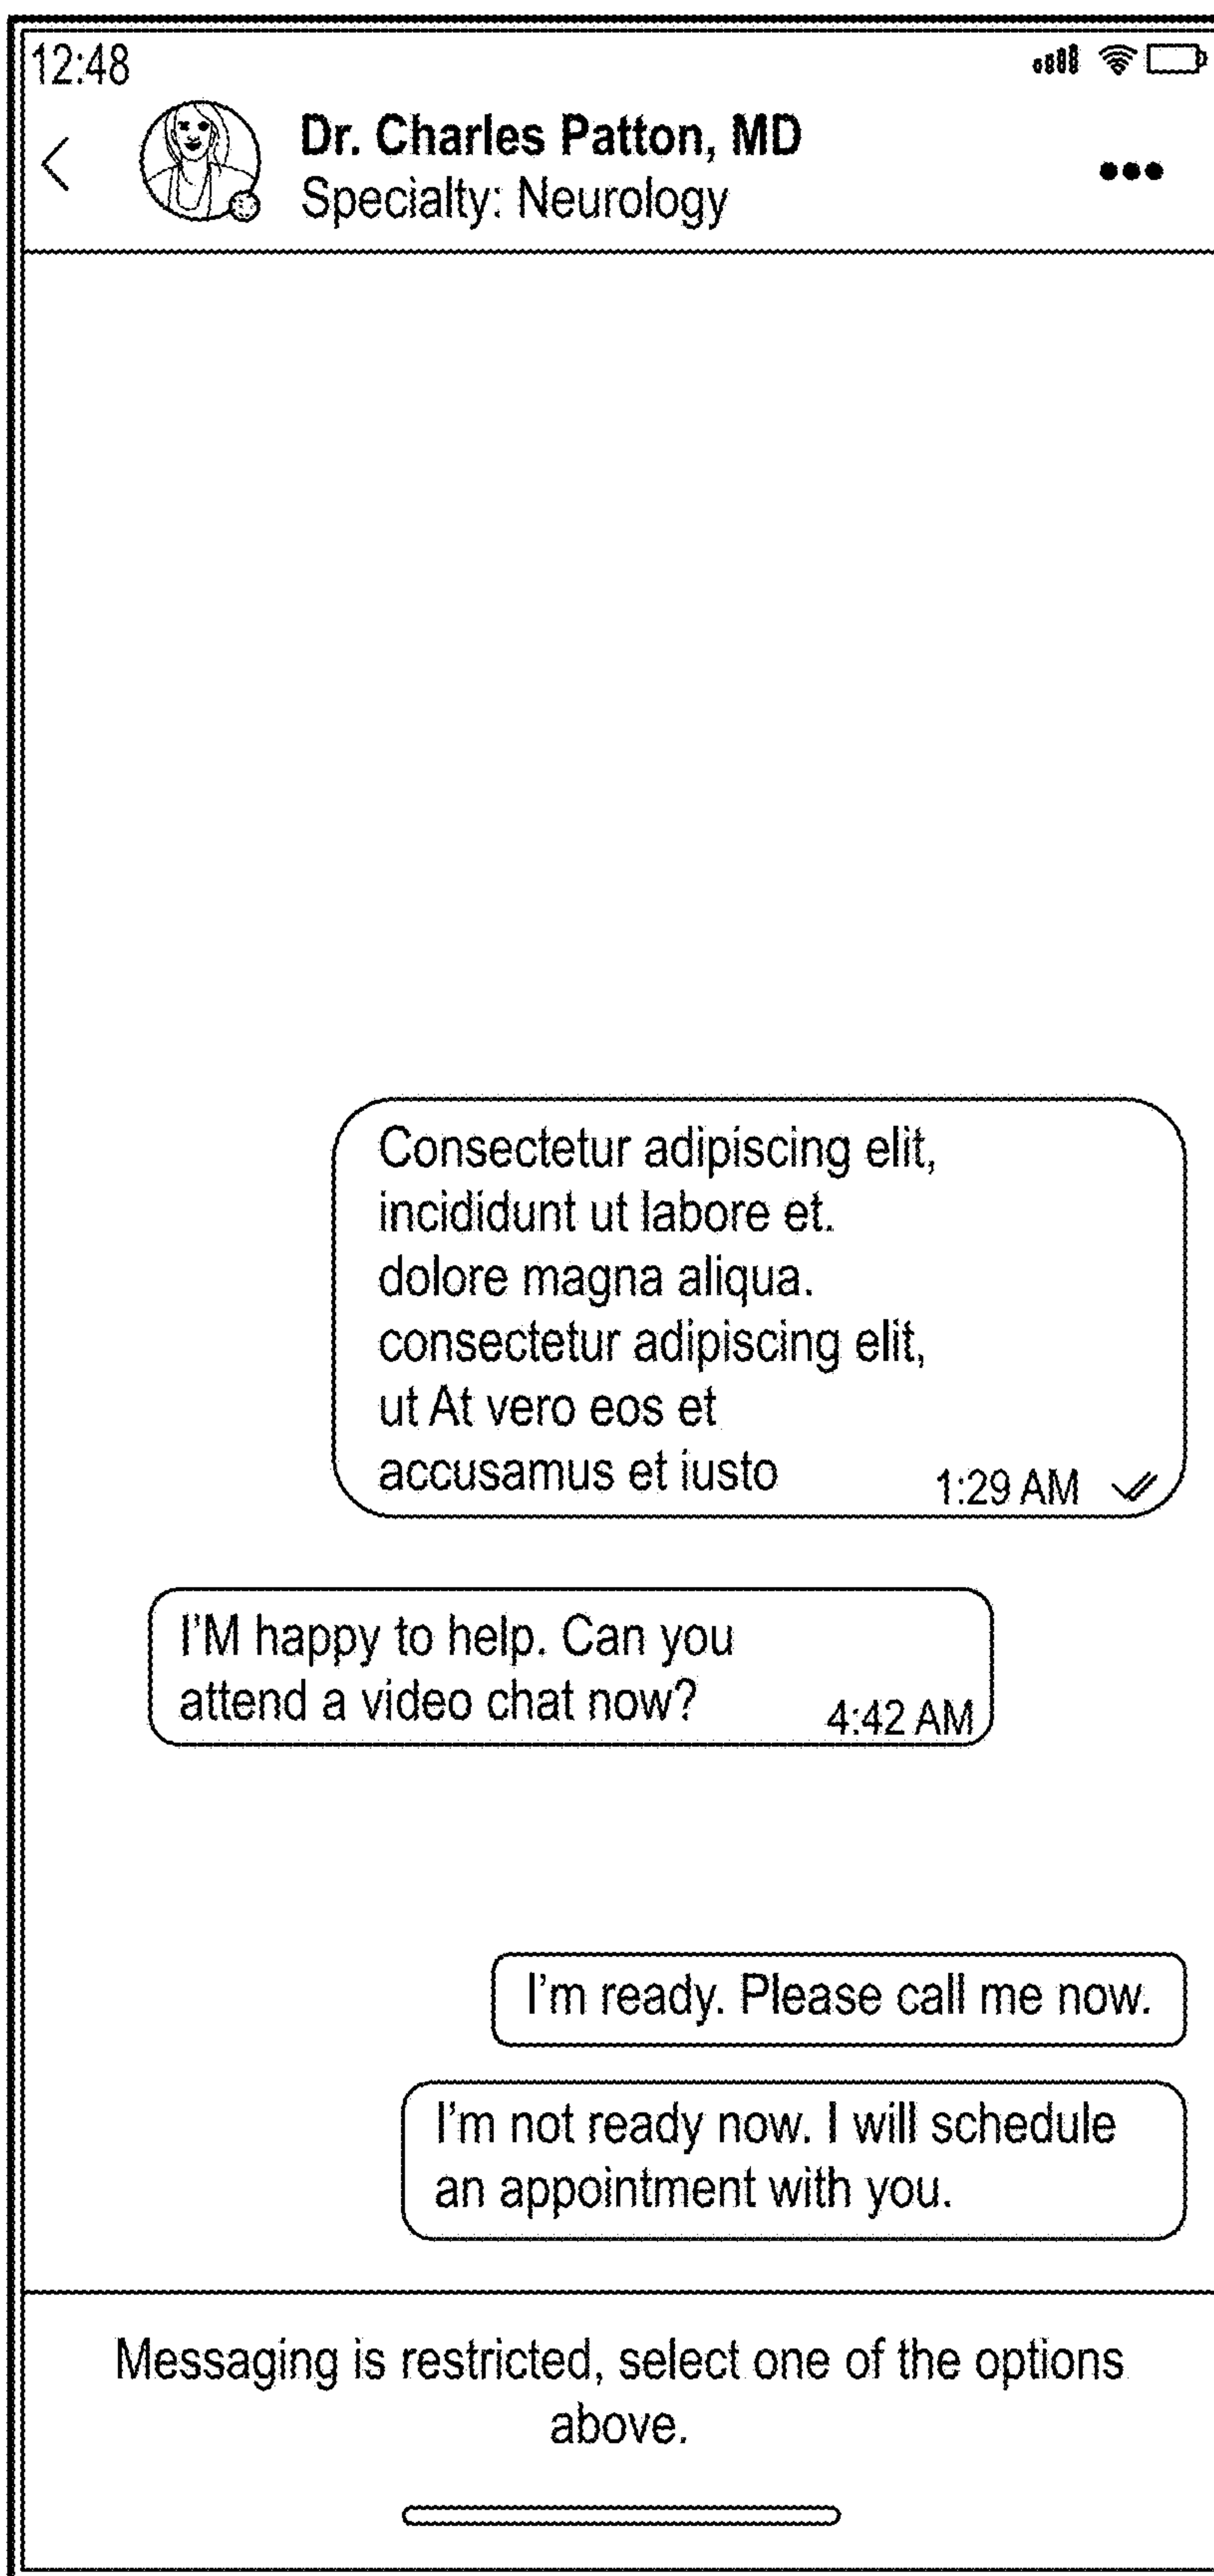 12:48
Dr. Charles Patton, MD
Specialty: Neurology
Consectetur adipiscing elit,
incididunt ut labore et.
dolore magna aliqua.
consectetur adipiscing elit,
ut At vero eos et
accusamus et iusto
1:29 AM
I'M happy to help. Can you
attend a video chat now?
4:42 AM
I'm ready. Please call me now.
I'm not ready now. I will schedule
an appointment with you.
Messaging is restricted, select one of the options
above.